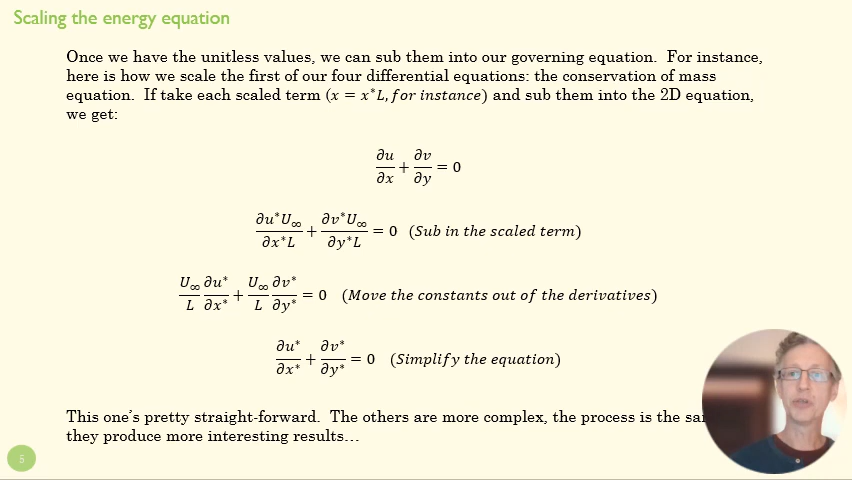 Scaling the energy equation
Once we have the unitless values, we can sub them into our governing equation. For instance,
here is how we scale the first of our four differential equations: the conservation of mass
equation. If take each scaled term (x = x*L, for instance) and sub them into the 2D equation,
we get:
∂u/∂x + ∂v/∂y = 0
∂u*U∞/∂x*L + ∂v*U∞/∂y*L = 0 (Sub in the scaled term)
U∞/L ∂u*/∂x* + U∞/L ∂v*/∂y* = 0 (Move the constants out of the derivatives)
∂u*/∂x* + ∂v*/∂y* = 0 (Simplify the equation)
This one's pretty straight-forward. The others are more complex, the process is the
they produce more interesting results…
5